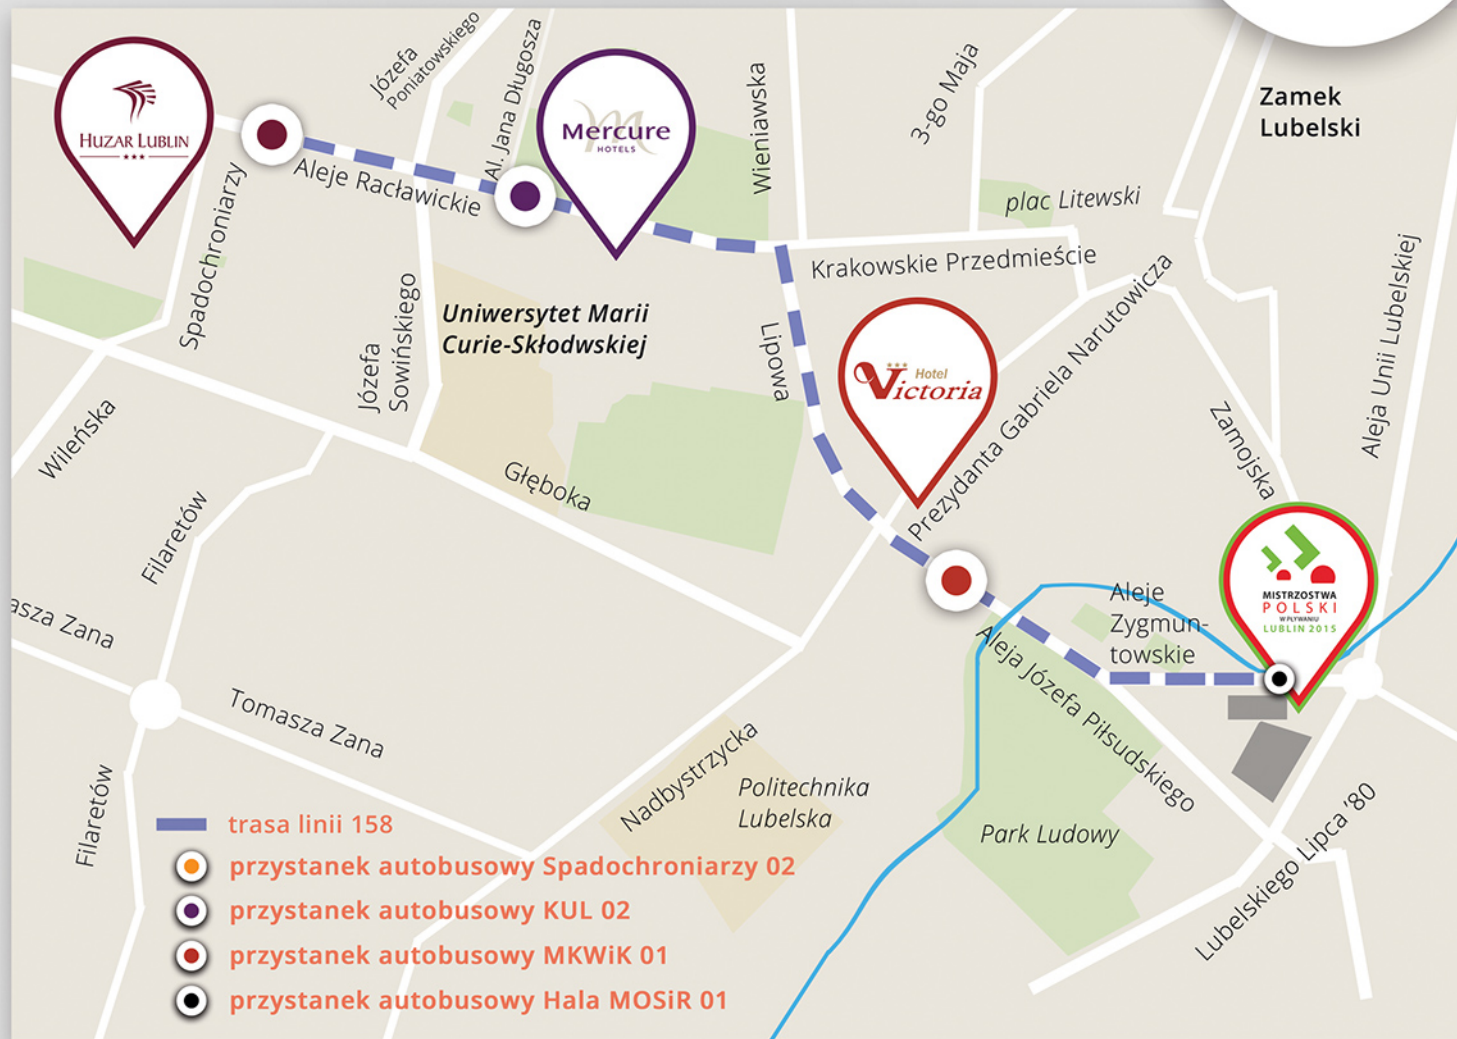 Józefa
Poniatowskiego
Al. Jana Długosza
HUZAR LUBLIN
Mercure
HOTELS
Wieniawska
3-go Maja
Zamek
Lubelski
Aleje Racławickie
Spadochroniarzy
plac Litewski
Krakowskie Przedmieście
Aleja Unii Lubelskiej
Józefa
Sowińskiego
Uniwersytet Marii
Curie-Skłodwskiej
Lipowa
Hotel
Victoria
Prezydanta Gabriela Narutowicza
Zamojska
Wileńska
Głęboka
Filaretów
asza Zana
Aleje
Zygmun-
towskie
MISTRZOSTWA
POLSKI
W PŁYWANIU
LUBLIN 2015
Aleja Józefa Piłsudskiego
Tomasza Zana
Nadbystrzycka
Politechnika
Lubelska
Park Ludowy
Filaretów
Lubelskiego Lipca '80
trasa linii 158
przystanek autobusowy Spadochroniarzy 02
przystanek autobusowy KUL 02
przystanek autobusowy MKWiK 01
przystanek autobusowy Hala MOSiR 01